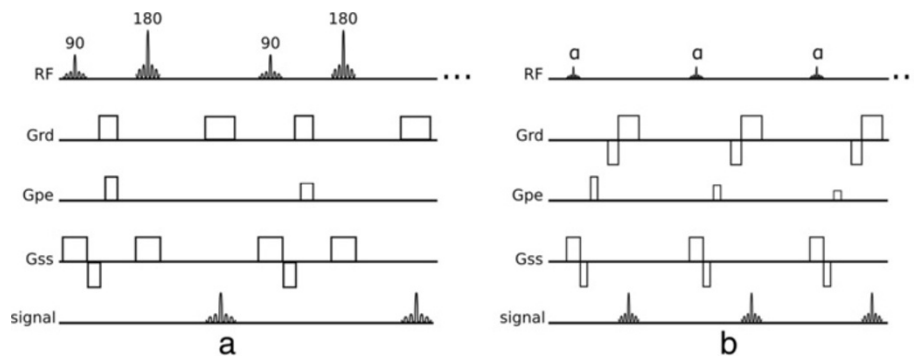 180 180
90 90
RF ...
Grd
Gpe
Gss
signal
a
α α α
RF ..
Grd
Gpe
Gss
signal
b